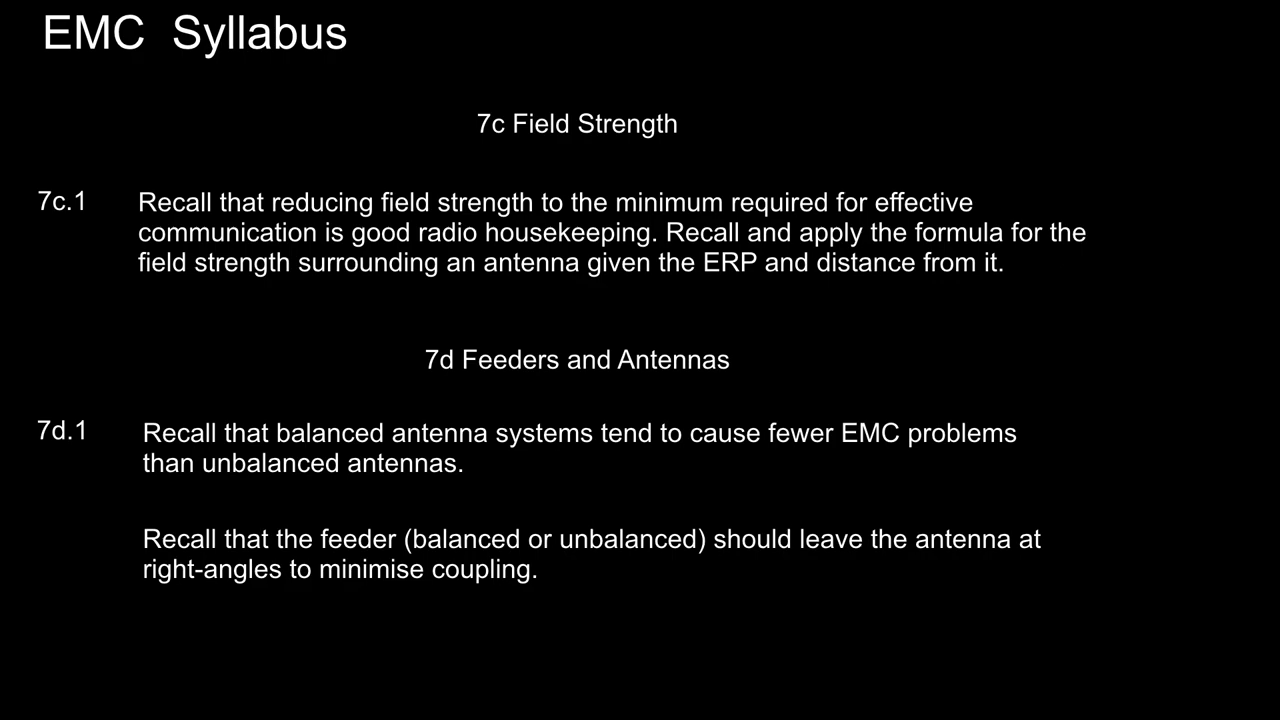 EMC  Syllabus
7c Field Strength
7c.1 Recall that reducing field strength to the minimum required for effective
communication is good radio housekeeping. Recall and apply the formula for the
field strength surrounding an antenna given the ERP and distance from it.
7d Feeders and Antennas
7d.1 Recall that balanced antenna systems tend to cause fewer EMC problems
than unbalanced antennas.
Recall that the feeder (balanced or unbalanced) should leave the antenna at
right-angles to minimise coupling.